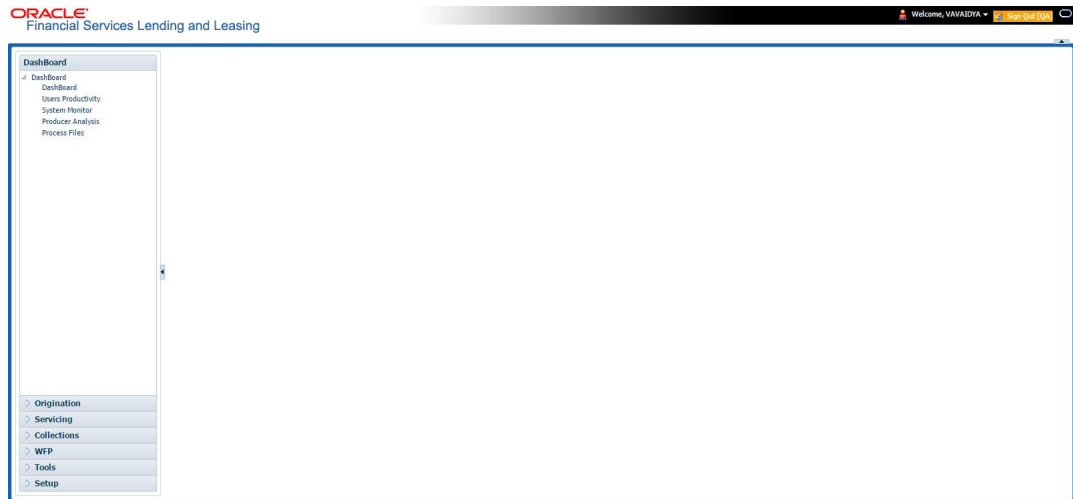 ORACLE
Financial Services Lending and Leasing
Welcome, VAVAIDYA
Sign Out [QA]
DashBoard
DashBoard
DashBoard
Users Productivity
System Monitor
Producer Analysis
Process Files
Origination
Servicing
Collections
WFP
Tools
Setup